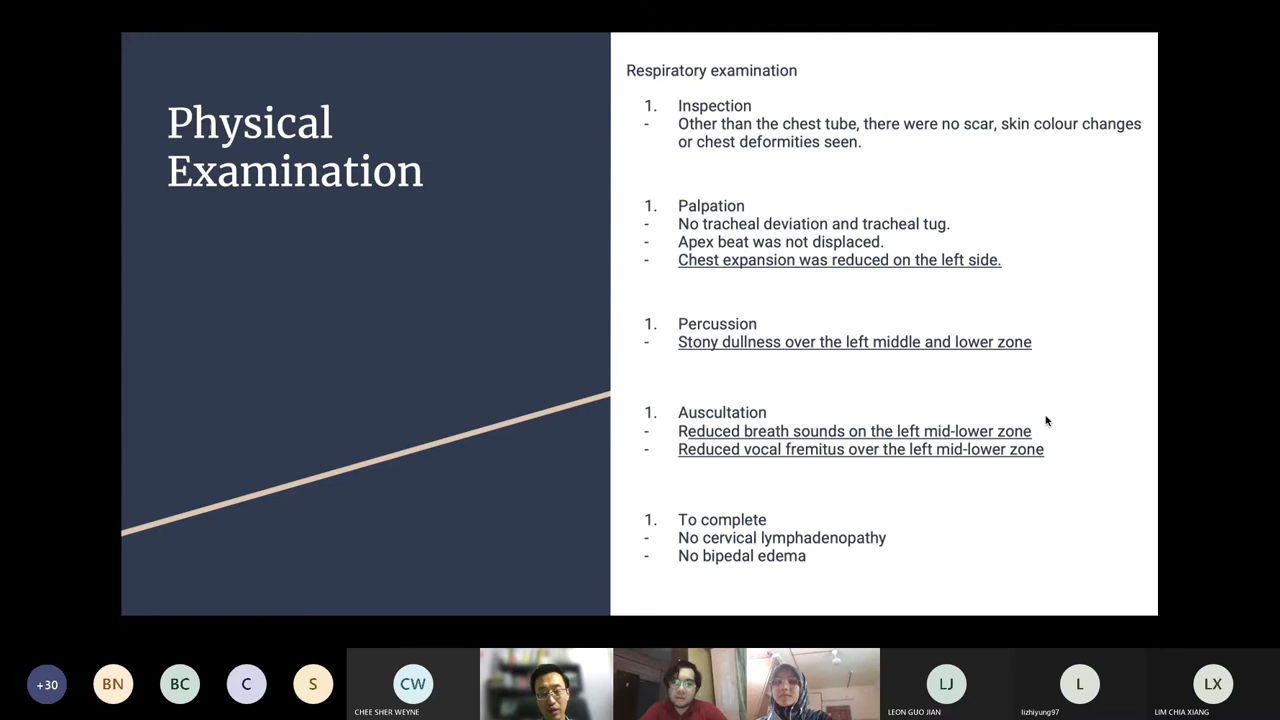 Physical
Examination
Respiratory examination
1. Inspection
- Other than the chest tube, there were no scar, skin colour changes
or chest deformities seen.
1. Palpation
- No tracheal deviation and tracheal tug.
- Apex beat was not displaced.
- Chest expansion was reduced on the left side.
1. Percussion
- Stony dullness over the left middle and lower zone
1. Auscultation
- Reduced breath sounds on the left mid-lower zone
- Reduced vocal fremitus over the left mid-lower zone
1. To complete
- No cervical lymphadenopathy
- No bipedal edema
+30 BN BC C S CW LJ L LX
CHEE SHER WEYNE LEON GUO JIAN lizhiyung97 LIM CHIA XIANG